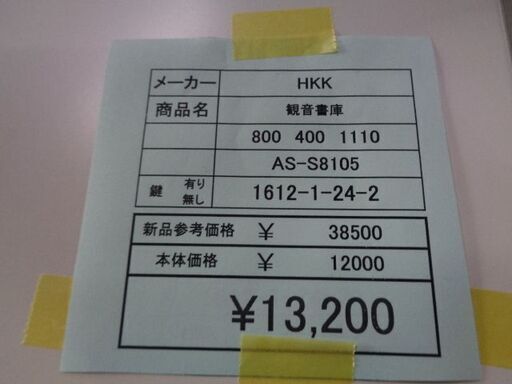 メーカー HKK
商品名 観音書庫
800 400 1110
AS-S8105
鍵 有り 無し 1612-1-24-2
新品参考価格 ¥ 38500
本体価格 ¥ 12000
¥13,200